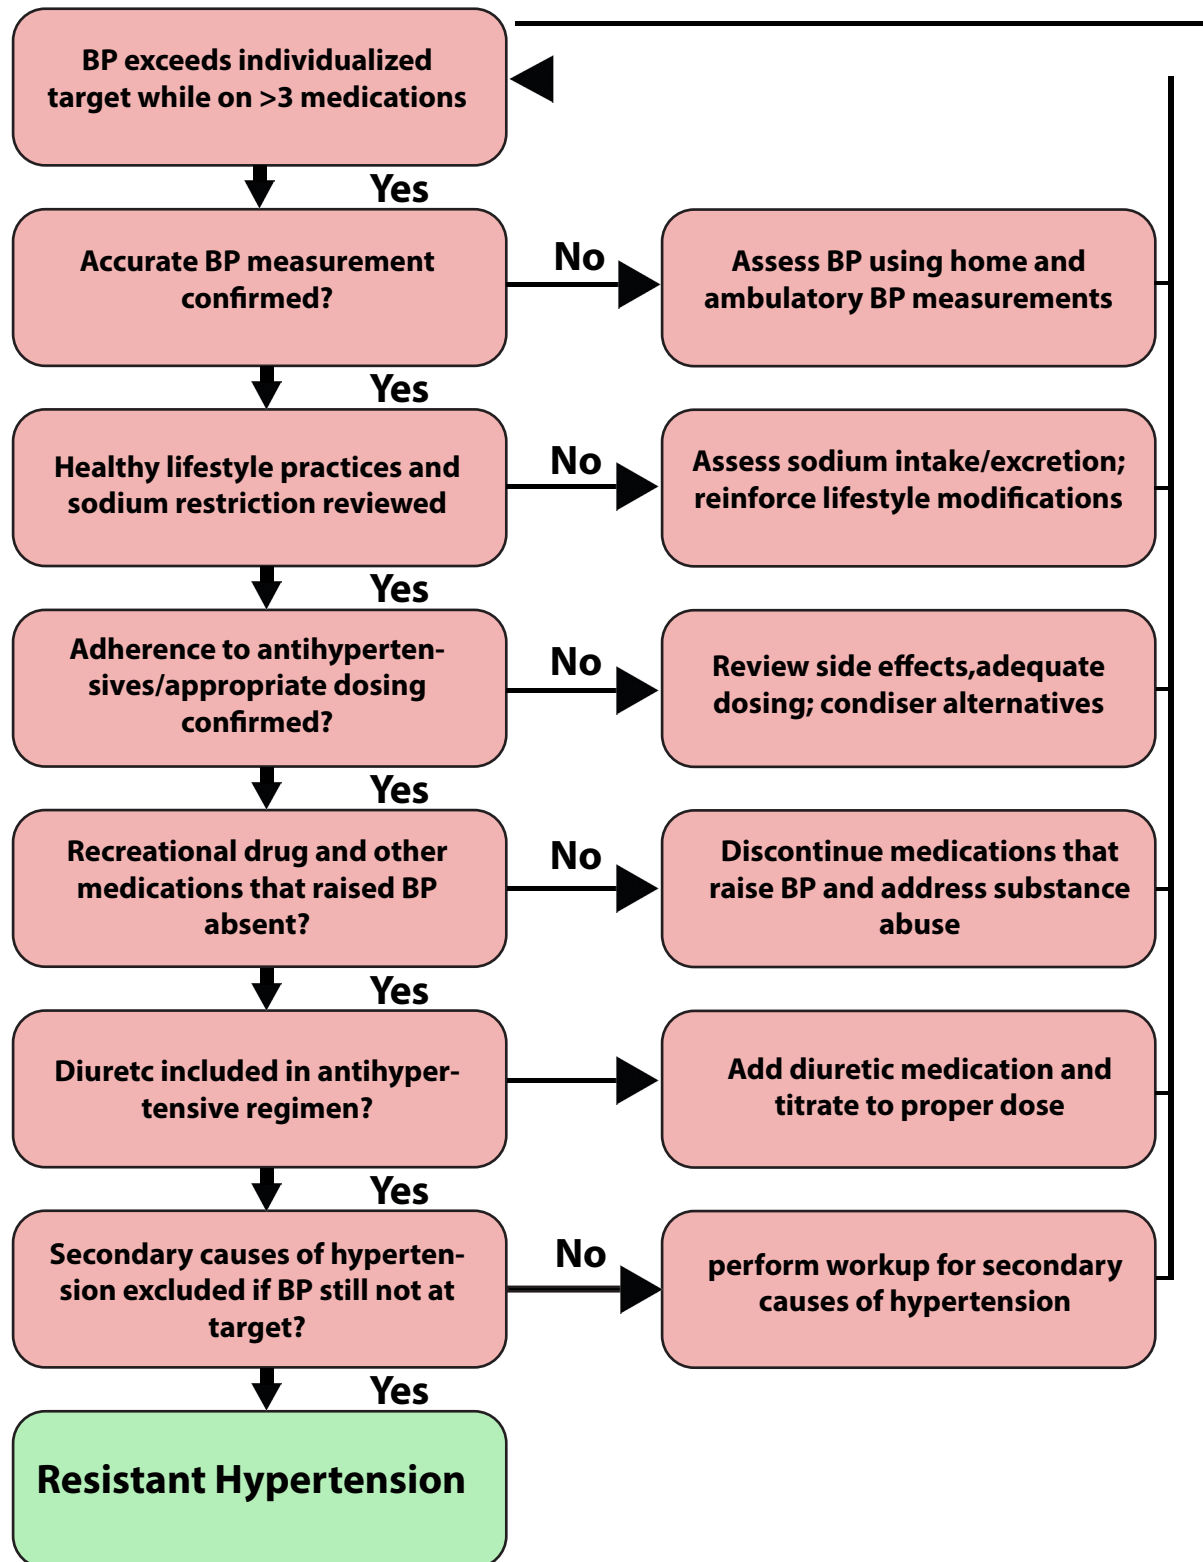 BP exceeds individualized
target while on >3 medications
Yes
Accurate BP measurement
confirmed?
No
Assess BP using home and
ambulatory BP measurements
Yes
Healthy lifestyle practices and
sodium restriction reviewed
No
Assess sodium intake/excretion;
reinforce lifestyle modifications
Yes
Adherence to antihyperten-
sives/appropriate dosing
confirmed?
No
Review side effects,adequate
dosing; condiser alternatives
Yes
Recreational drug and other
medications that raised BP
absent?
No
Discontinue medications that
raise BP and address substance
abuse
Yes
Diuretc included in antihyper-
tensive regimen?
Add diuretic medication and
titrate to proper dose
Yes
Secondary causes of hyperten-
sion excluded if BP still not at
target?
No
perform workup for secondary
causes of hypertension
Yes
Resistant Hypertension